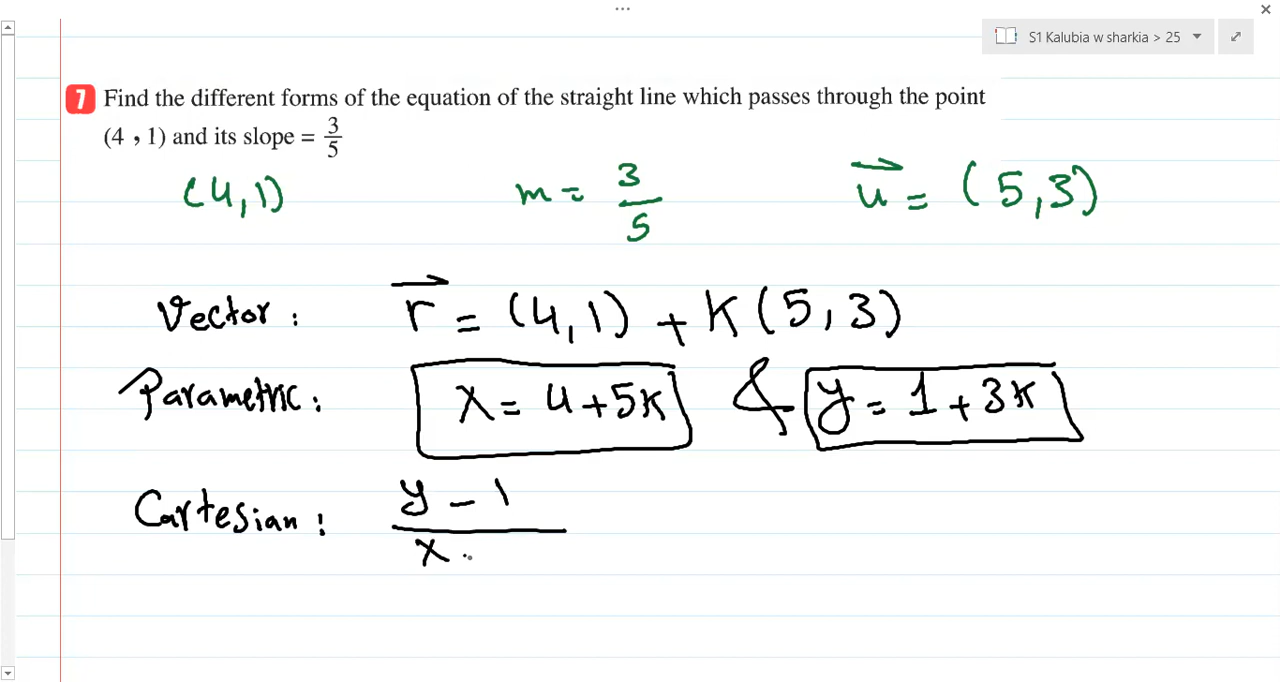 S1 Kalubia w sharkia > 25
7 Find the different forms of the equation of the straight line which passes through the point
(4 , 1) and its slope = 3/5
(4,1) m = 3/5 u⃗ = (5,3)
Vector : r⃗ = (4,1) + K(5,3)
Parametric : x = 4+5K & y = 1+3K
Cartesian : y - 1
x